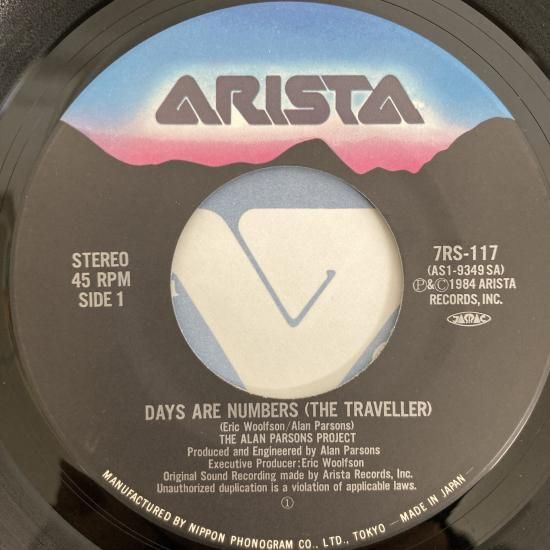 ARISTA
STEREO
45 RPM
SIDE 1
7RS-117
(AS1-9349 SA)
Ⓟ&©1984 ARISTA
RECORDS, INC.
JASRAC
DAYS ARE NUMBERS (THE TRAVELLER)
(Eric Woolfson/Alan Parsons)
THE ALAN PARSONS PROJECT
Produced and Engineered by Alan Parsons
Executive Producer: Eric Woolfson
Original Sound Recording made by Arista Records, Inc.
Unauthorized duplication is a violation of applicable laws.
①
MANUFACTURED BY NIPPON PHONOGRAM CO., LTD., TOKYO — MADE IN JAPAN —